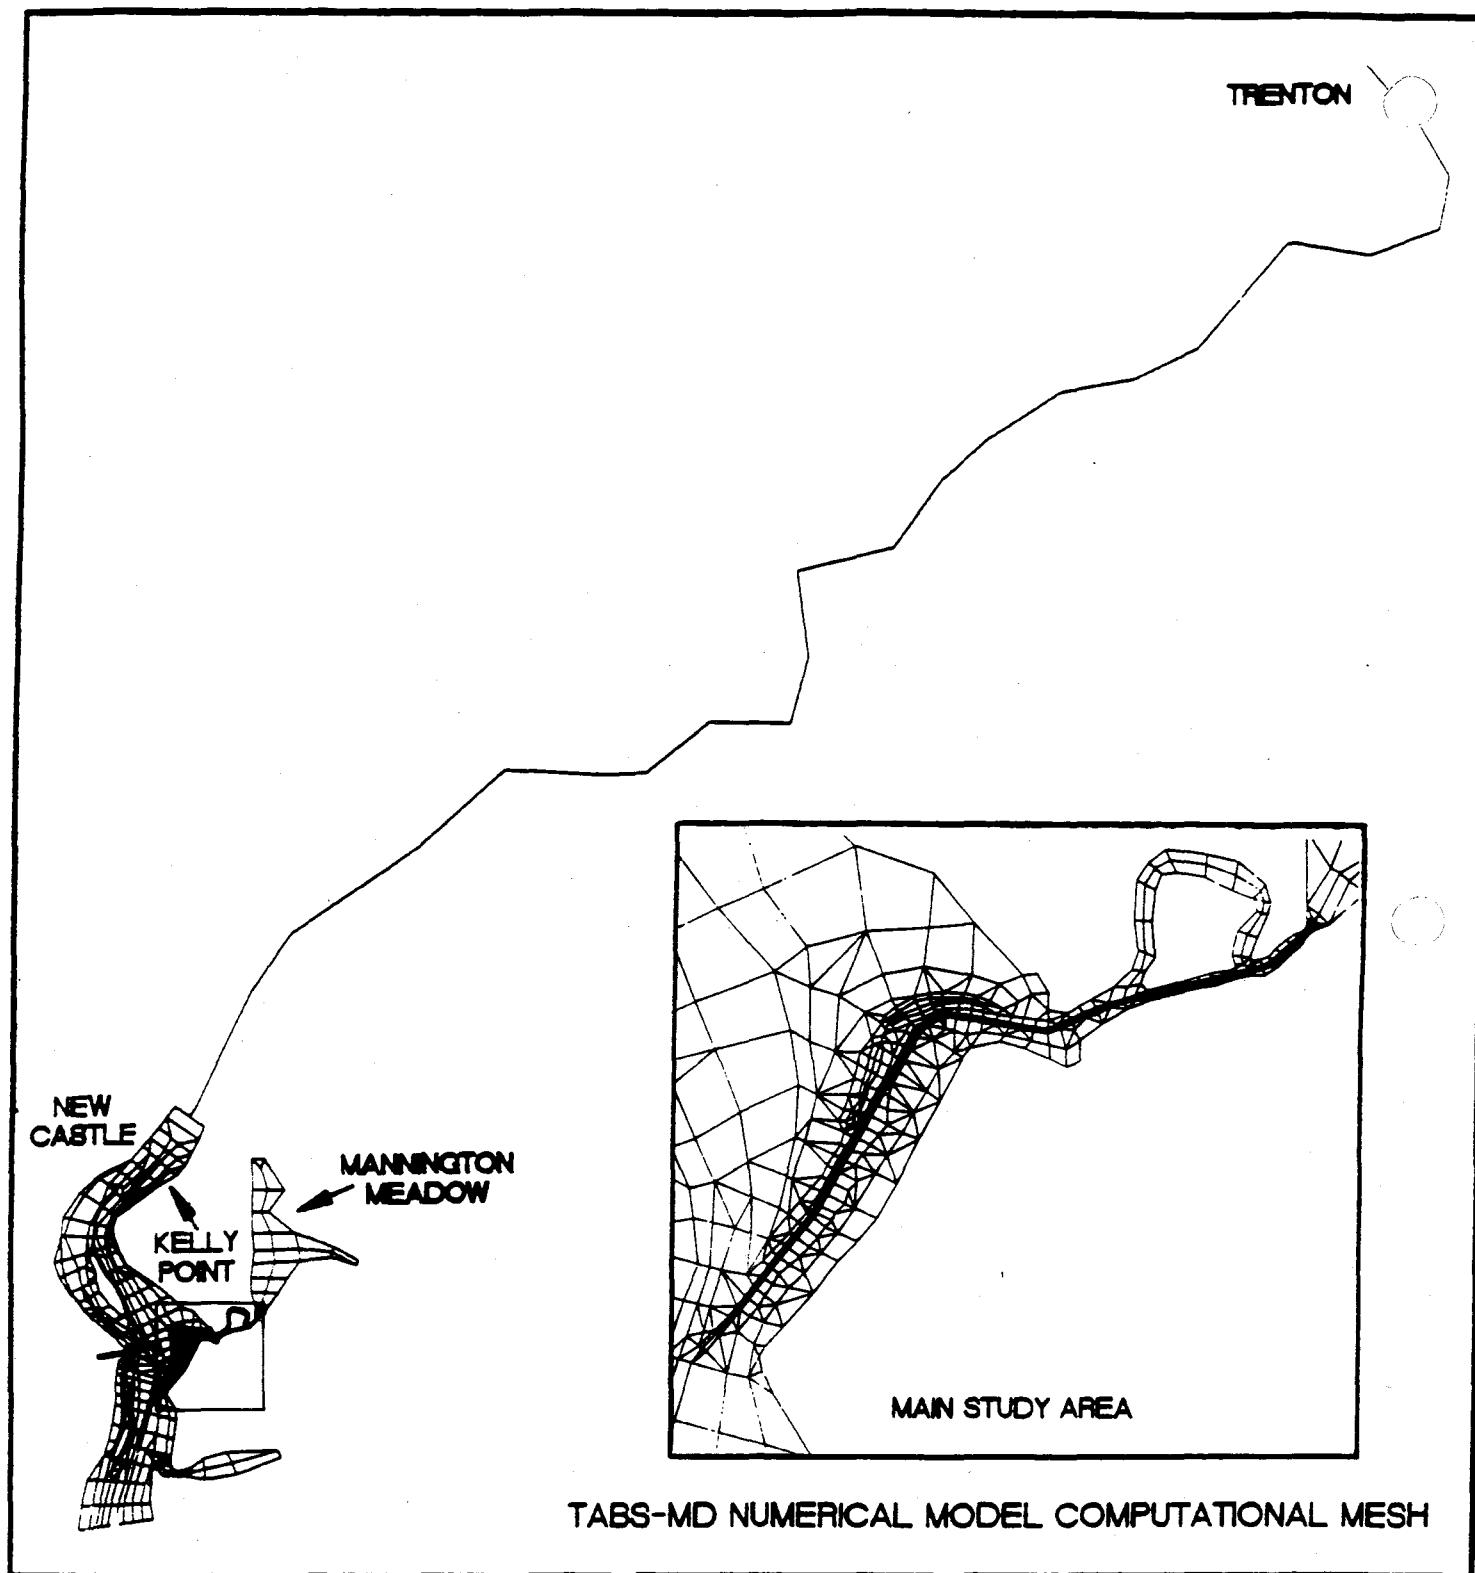 TRENTON
NEW
CASTLE
MANNINGTON
MEADOW
KELLY
POINT
MAIN STUDY AREA
TABS-MD NUMERICAL MODEL COMPUTATIONAL MESH